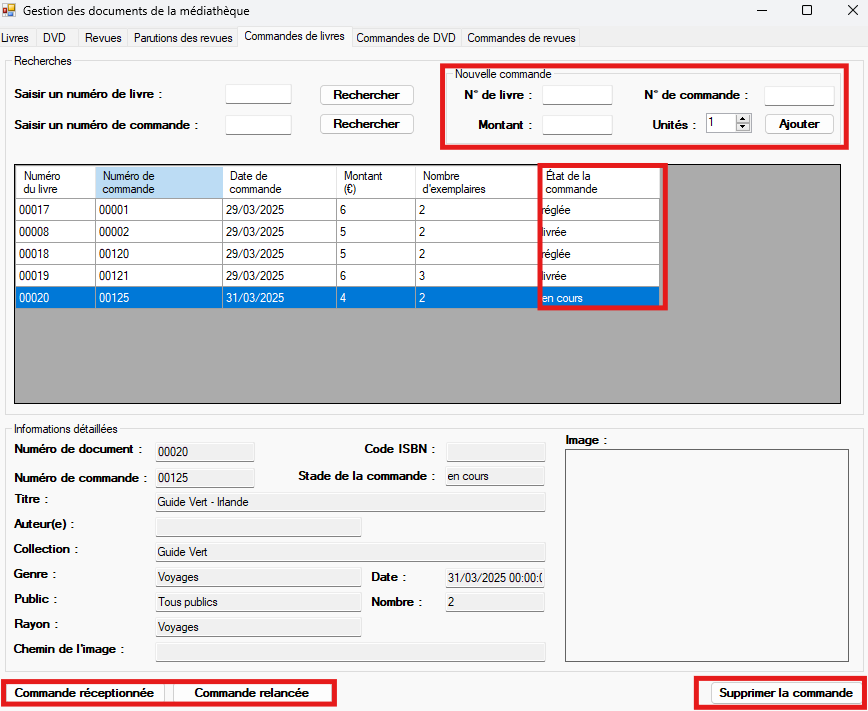 Gestion des documents de la médiathèque
Livres DVD Revues Parutions des revues Commandes de livres Commandes de DVD Commandes de revues
Recherches
Saisir un numéro de livre : Rechercher
Saisir un numéro de commande : Rechercher
Nouvelle commande
N° de livre : N° de commande :
Montant : Unités : 1 Ajouter
Numéro du livre Numéro de commande Date de commande Montant (€) Nombre d'exemplaires État de la commande
00017 00001 29/03/2025 6 2 réglée
00008 00002 29/03/2025 5 2 livrée
00018 00120 29/03/2025 5 2 réglée
00019 00121 29/03/2025 6 3 livrée
00020 00125 31/03/2025 4 2 en cours
Informations détaillées
Numéro de document : 00020 Code ISBN : Image :
Numéro de commande : 00125 Stade de la commande : en cours
Titre : Guide Vert - Irlande
Auteur(e) :
Collection : Guide Vert
Genre : Voyages Date : 31/03/2025 00:00:0
Public : Tous publics Nombre : 2
Rayon : Voyages
Chemin de l'image :
Commande réceptionnée Commande relancée Supprimer la commande